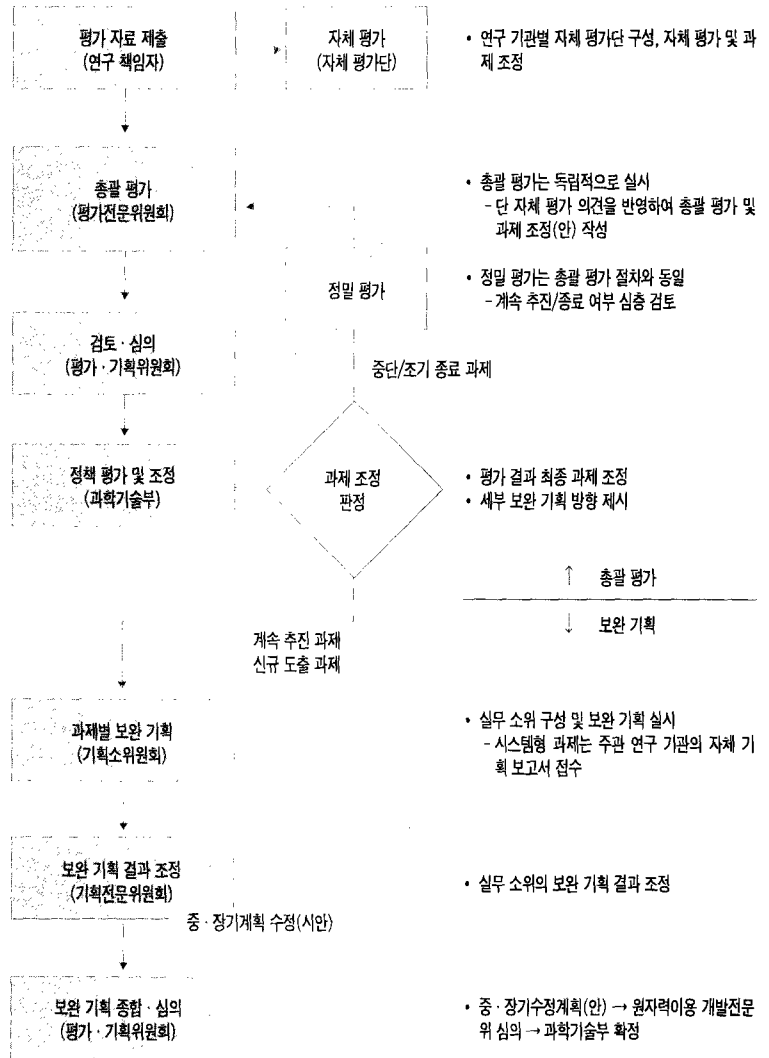 평가 자료 제출
(연구 책임자)
자체 평가
(자체 평가단)
• 연구 기관별 자체 평가단 구성, 자체 평가 및 과
제 조정
총괄 평가
(평가전문위원회)
• 총괄 평가는 독립적으로 실시
- 단 자체 평가 의견을 반영하여 총괄 평가 및
과제 조정(안) 작성
정밀 평가
• 정밀 평가는 총괄 평가 절차와 동일
- 계속 추진/종료 여부 심층 검토
검토 · 심의
(평가 · 기획위원회)
중단/조기 종료 과제
정책 평가 및 조정
(과학기술부)
과제 조정
판정
• 평가 결과 최종 과제 조정
• 세부 보완 기획 방향 제시
↑ 총괄 평가
↓ 보완 기획
계속 추진 과제
신규 도출 과제
과제별 보완 기획
(기획소위원회)
• 실무 소위 구성 및 보완 기획 실시
- 시스템형 과제는 주관 연구 기관의 자체 기
획 보고서 접수
보완 기획 결과 조정
(기획전문위원회)
• 실무 소위의 보완 기획 결과 조정
중 · 장기계획 수정(시안)
보완 기획 종합 · 심의
(평가 · 기획위원회)
• 중 · 장기수정계획(안) → 원자력이용 개발전문
위 심의 → 과학기술부 확정